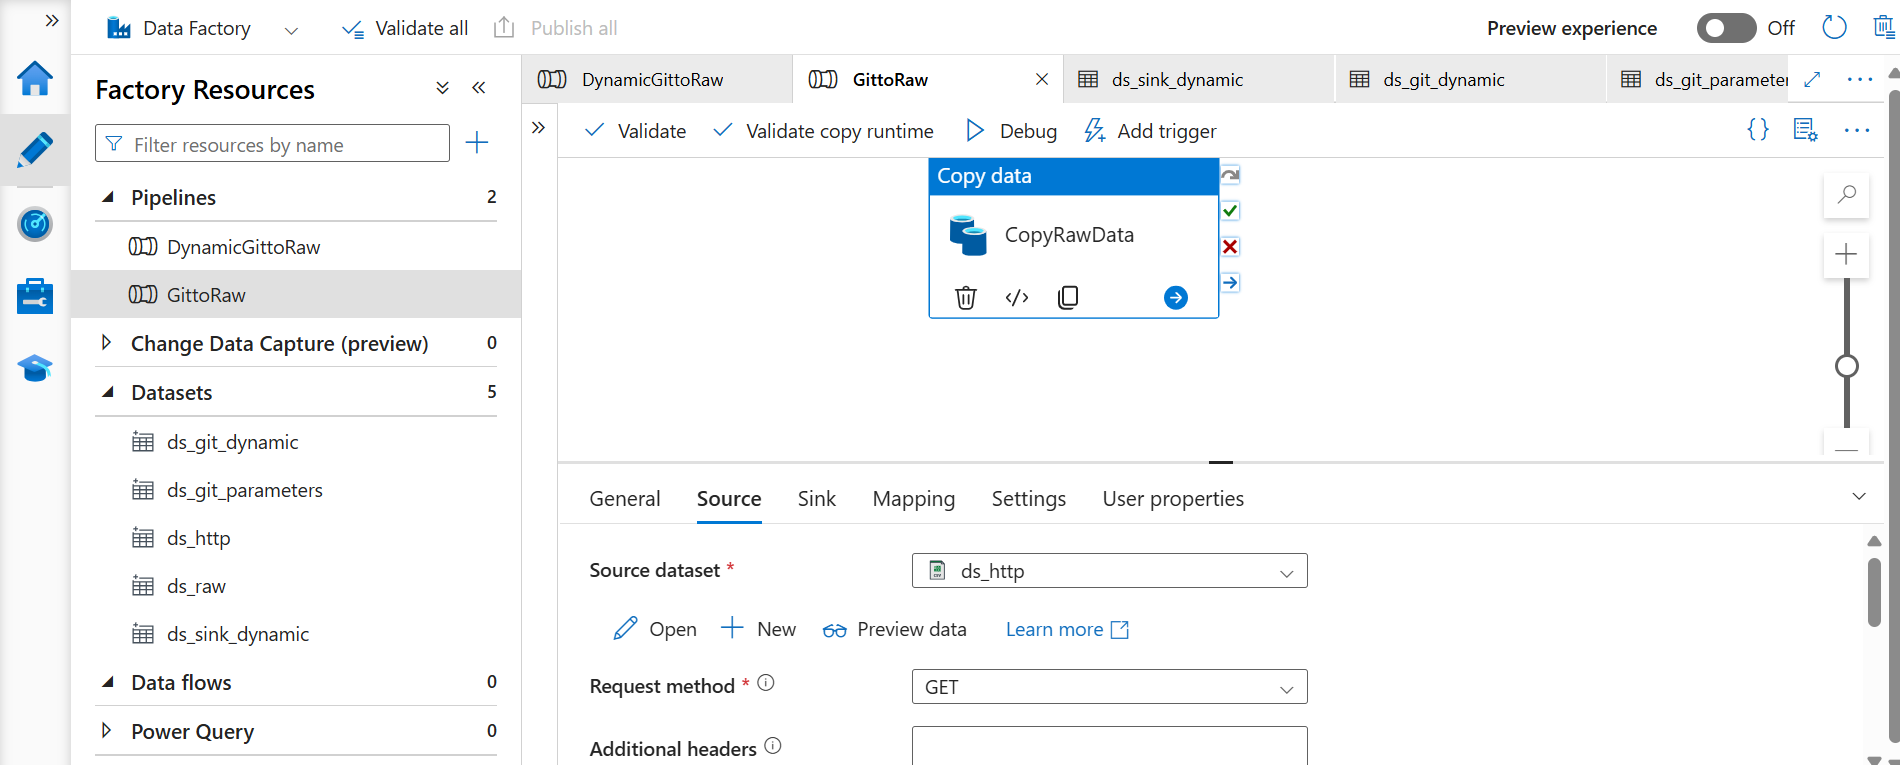 Data Factory
Validate all
Publish all
Preview experience
Off
Factory Resources
Filter resources by name
Pipelines 2
DynamicGittoRaw
GittoRaw
Change Data Capture (preview) 0
Datasets 5
ds_git_dynamic
ds_git_parameters
ds_http
ds_raw
ds_sink_dynamic
Data flows 0
Power Query 0
DynamicGittoRaw
GittoRaw
ds_sink_dynamic
ds_git_dynamic
ds_git_parameter
Validate
Validate copy runtime
Debug
Add trigger
Copy data
CopyRawData
General
Source
Sink
Mapping
Settings
User properties
Source dataset *
ds_http
Open
New
Preview data
Learn more
Request method *
GET
Additional headers